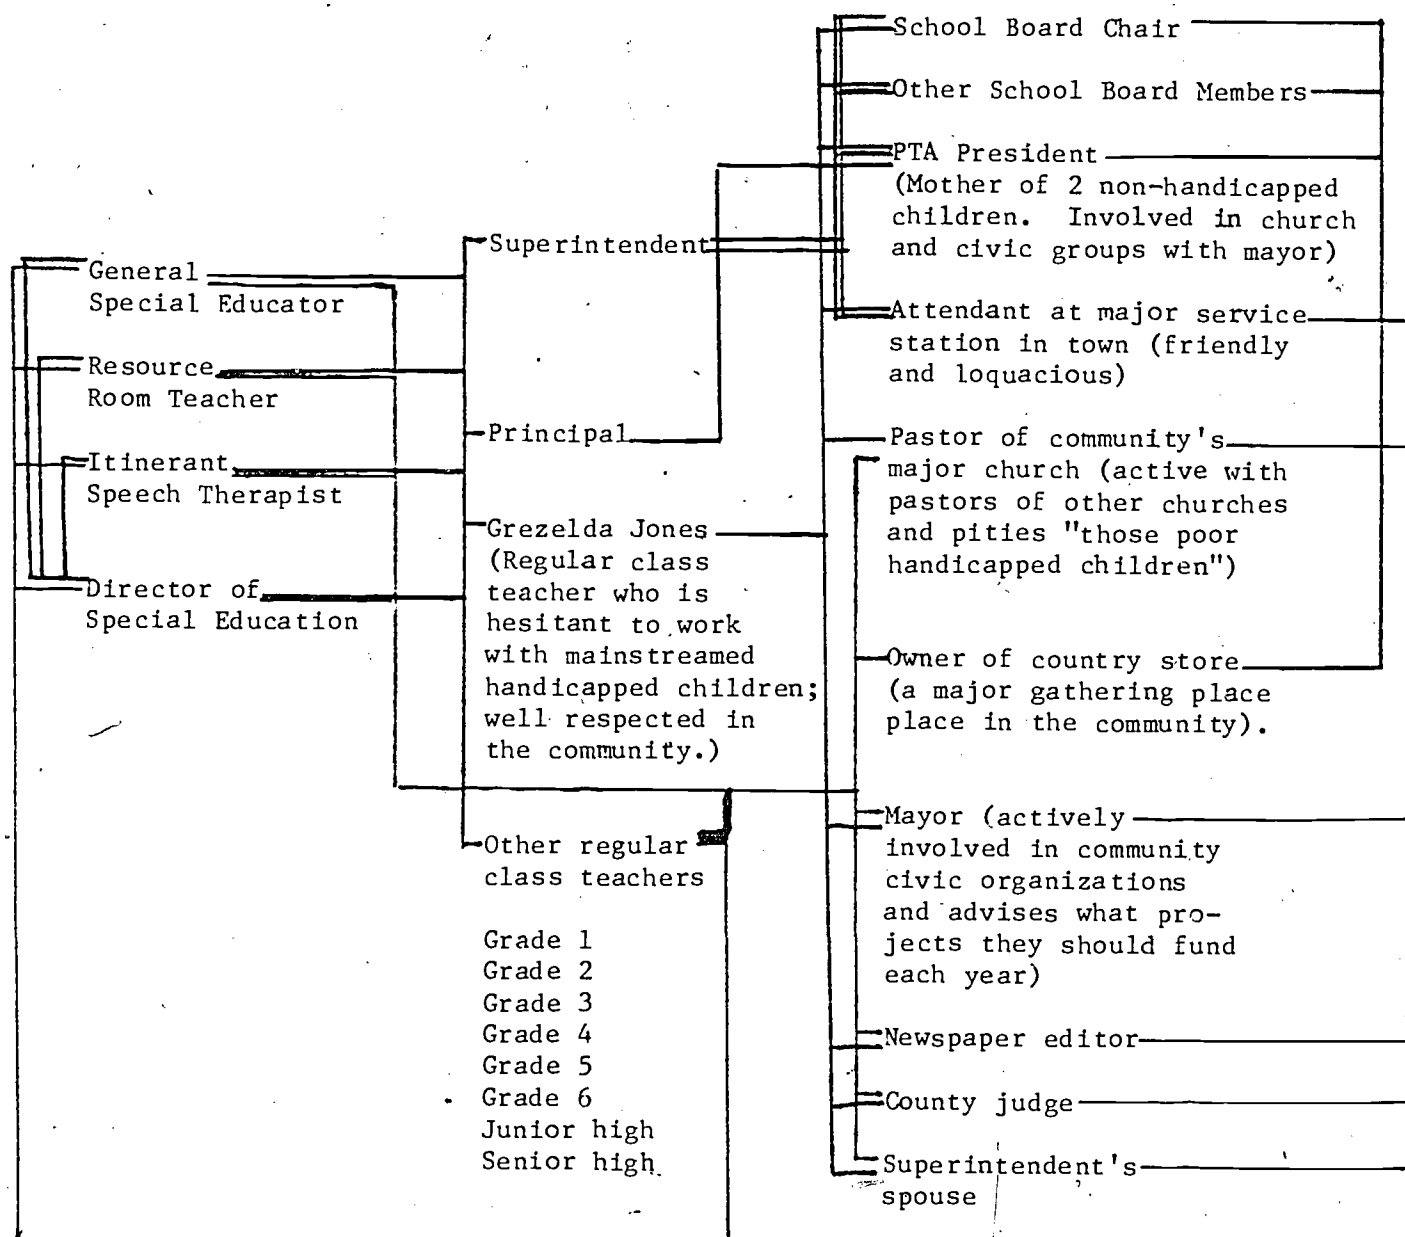 General
Special Educator
Resource
Room Teacher
Itinerant
Speech Therapist
Director of
Special Education
Superintendent
Principal
Grezelda Jones
(Regular class
teacher who is
hesitant to work
with mainstreamed
handicapped children;
well respected in
the community.)
Other regular
class teachers
Grade 1
Grade 2
Grade 3
Grade 4
Grade 5
Grade 6
Junior high
Senior high
School Board Chair
Other School Board Members
PTA President
(Mother of 2 non-handicapped
children. Involved in church
and civic groups with mayor)
Attendant at major service
station in town (friendly
and loquacious)
Pastor of community's
major church (active with
pastors of other churches
and pities "those poor
handicapped children")
Owner of country store
(a major gathering place
place in the community).
Mayor (actively
involved in community
civic organizations
and advises what pro-
jects they should fund
each year)
Newspaper editor
County judge
Superintendent's
spouse